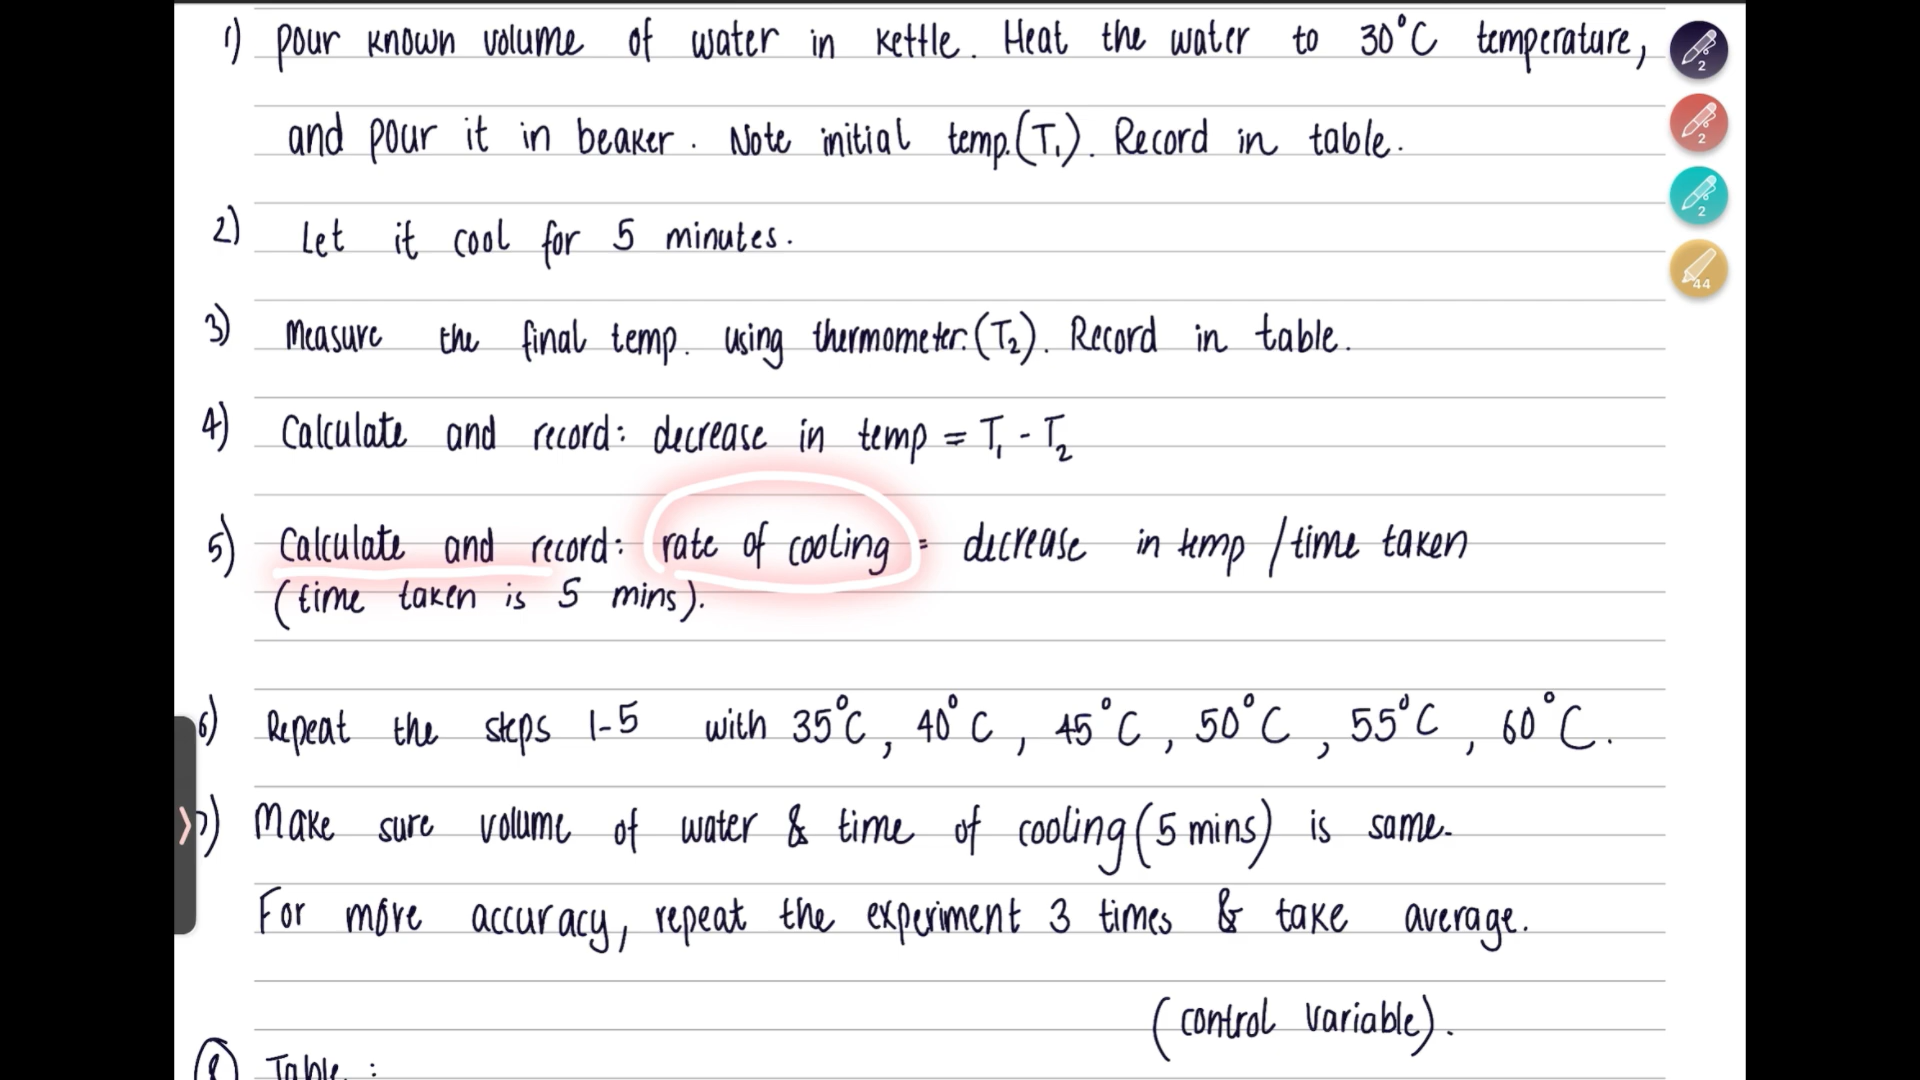 1) pour known volume of water in kettle. Heat the water to 30°C temperature,
and pour it in beaker. Note initial temp.(T₁). Record in table.
2) Let it cool for 5 minutes.
3) Measure the final temp. using thermometer.(T₂). Record in table.
4) Calculate and record: decrease in temp = T₁ - T₂
5) Calculate and record: rate of cooling = decrease in temp / time taken
(time taken is 5 mins).
6) Repeat the steps 1-5 with 35°C, 40°C, 45°C, 50°C, 55°C, 60°C.
7) Make sure volume of water & time of cooling (5 mins) is same.
For more accuracy, repeat the experiment 3 times & take average.
(control variable).
8 Table :
2
2
2
44